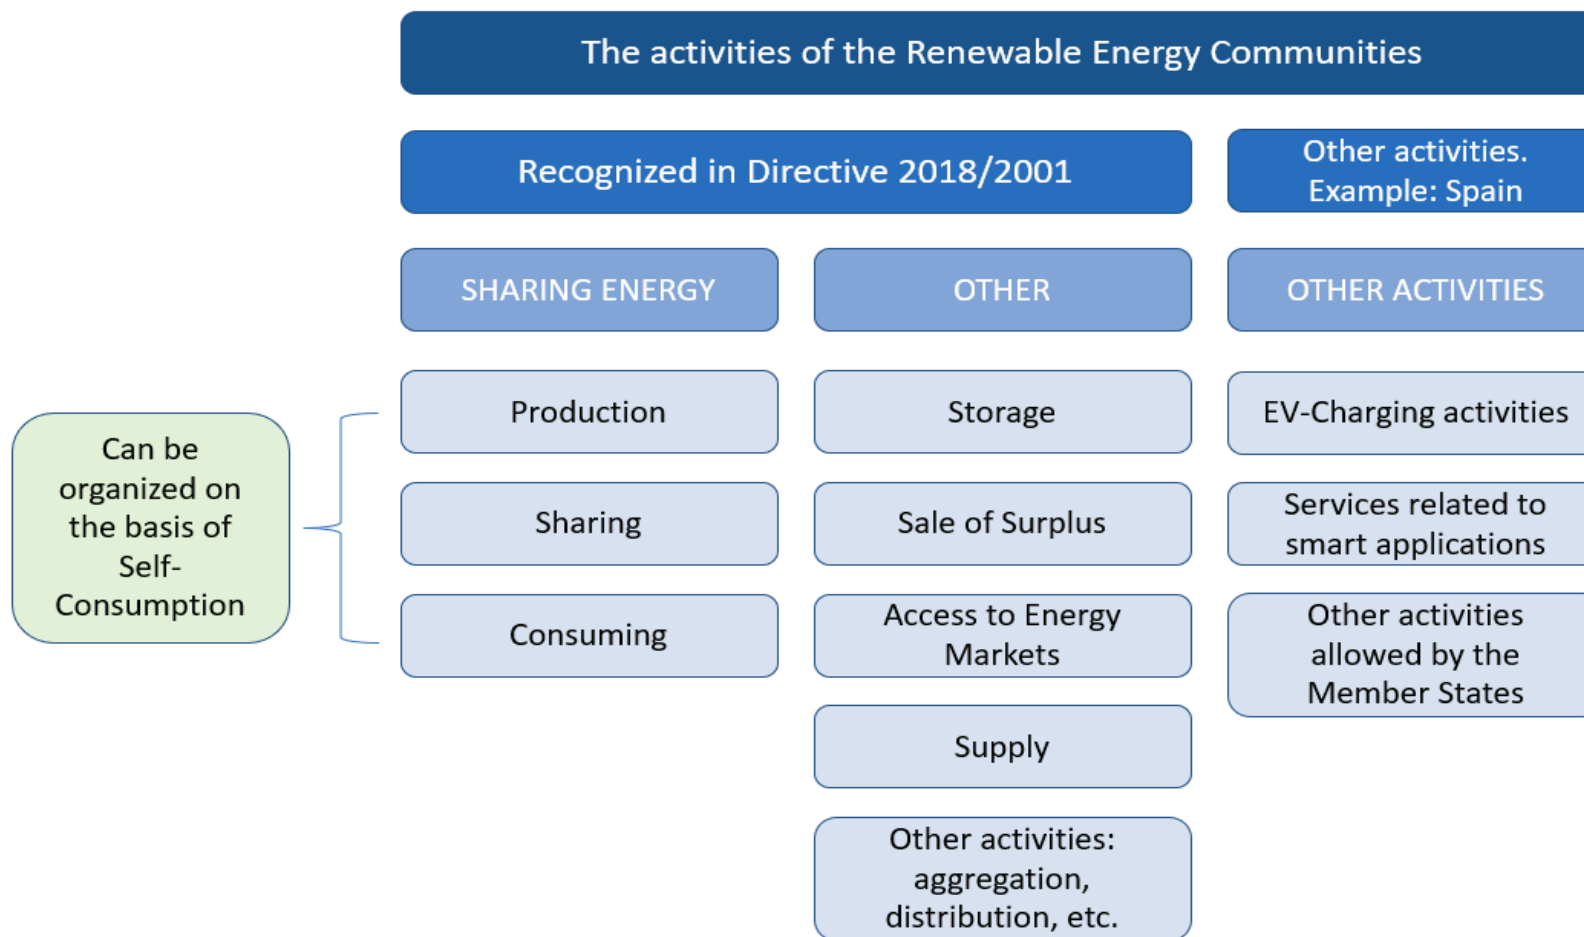 The activities of the Renewable Energy Communities
Recognized in Directive 2018/2001
Other activities.
Example: Spain
SHARING ENERGY
OTHER
OTHER ACTIVITIES
Can be
organized on
the basis of
Self-
Consumption
Production
Sharing
Consuming
Storage
Sale of Surplus
Access to Energy
Markets
Supply
Other activities:
aggregation,
distribution, etc.
EV-Charging activities
Services related to
smart applications
Other activities
allowed by the
Member States